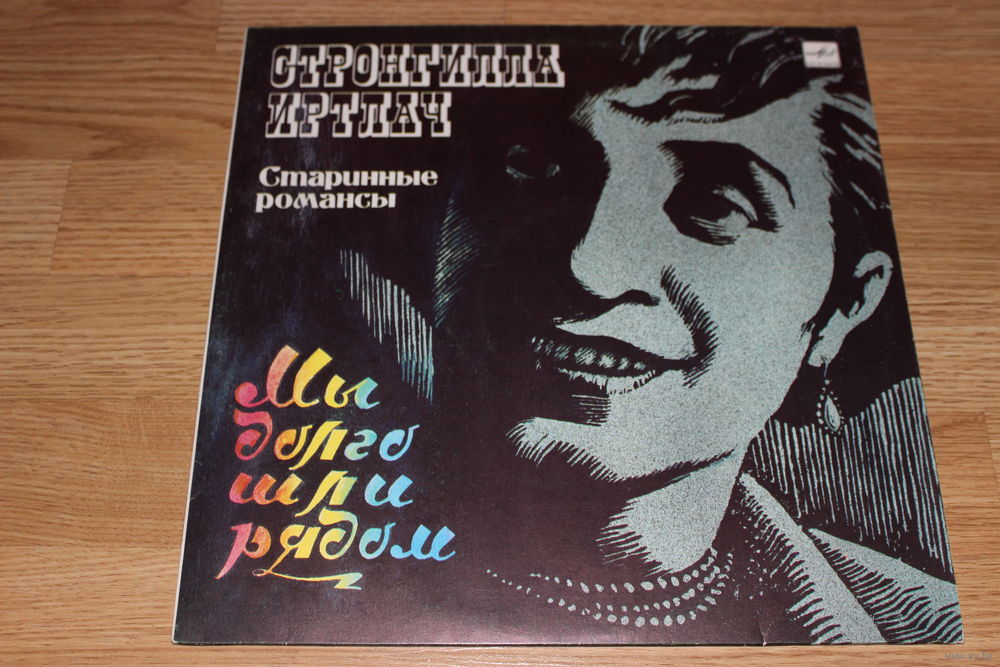 СТРОНГИЛЛА
ИРТЛАЧ
Старинные
романсы
Мы
долго
шли
рядом